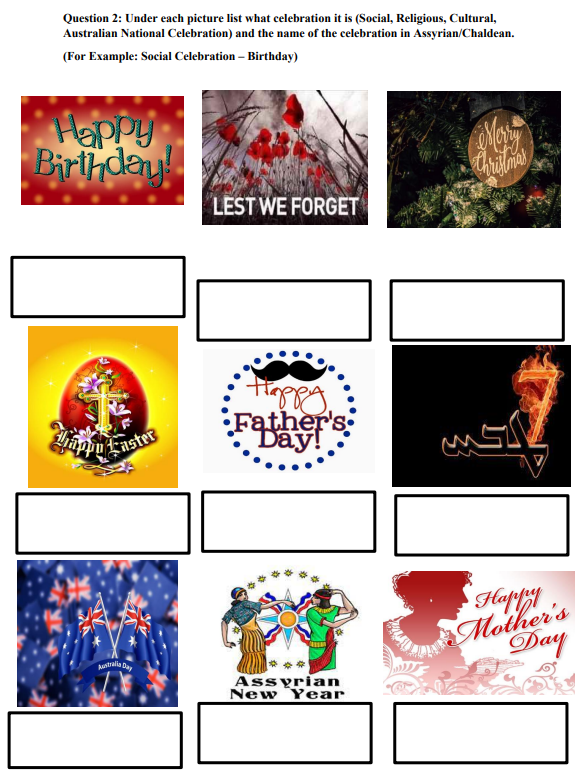 Question 2: Under each picture list what celebration it is (Social, Religious, Cultural,
Australian National Celebration) and the name of the celebration in Assyrian/Chaldean.
(For Example: Social Celebration – Birthday)
Happy
Birthday!
LEST WE FORGET
Merry
Christmas
Happy Easter
Happy
Father's
Day!
7
Australia Day
Assyrian
New Year
Happy
Mother's
Day